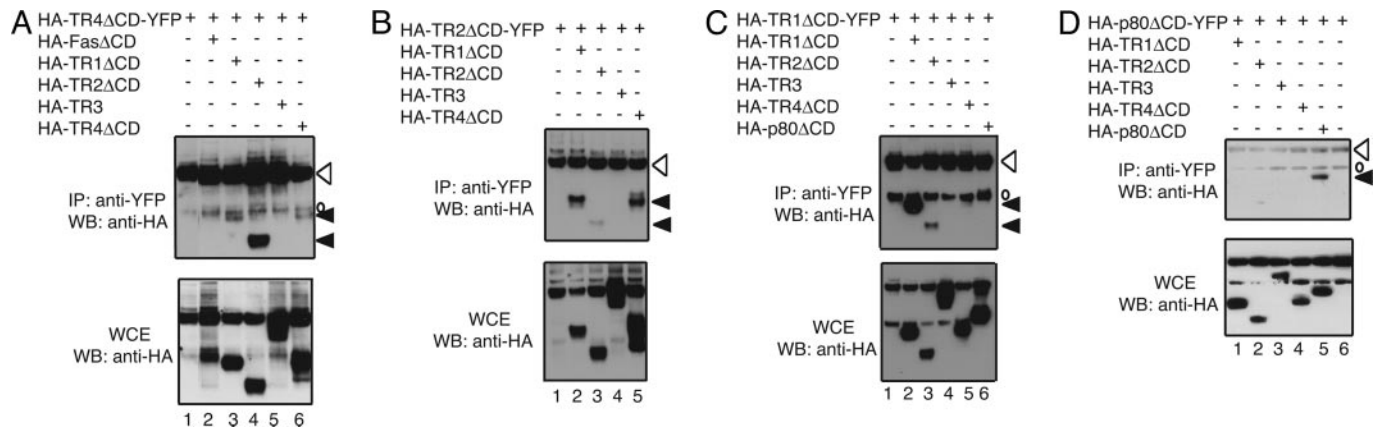 A
HA-TR4ΔCD-YFP + + + + + +
HA-FasΔCD - + - - - -
HA-TR1ΔCD - - + - - -
HA-TR2ΔCD - - - + - -
HA-TR3 - - - - + -
HA-TR4ΔCD - - - - - +
IP: anti-YFP
WB: anti-HA
WCE
WB: anti-HA
1 2 3 4 5 6
B
HA-TR2ΔCD-YFP + + + + +
HA-TR1ΔCD - + - - -
HA-TR2ΔCD - - + - -
HA-TR3 - - - + -
HA-TR4ΔCD - - - - +
IP: anti-YFP
WB: anti-HA
WCE
WB: anti-HA
1 2 3 4 5
C
HA-TR1ΔCD-YFP + + + + + +
HA-TR1ΔCD - + - - - -
HA-TR2ΔCD - - + - - -
HA-TR3 - - - + - -
HA-TR4ΔCD - - - - + -
HA-p80ΔCD - - - - - +
IP: anti-YFP
WB: anti-HA
WCE
WB: anti-HA
1 2 3 4 5 6
D
HA-p80ΔCD-YFP + + + + + +
HA-TR1ΔCD + - - - - -
HA-TR2ΔCD - + - - - -
HA-TR3 - - + - - -
HA-TR4ΔCD - - - + - -
HA-p80ΔCD - - - - + -
IP: anti-YFP
WB: anti-HA
WCE
WB: anti-HA
1 2 3 4 5 6